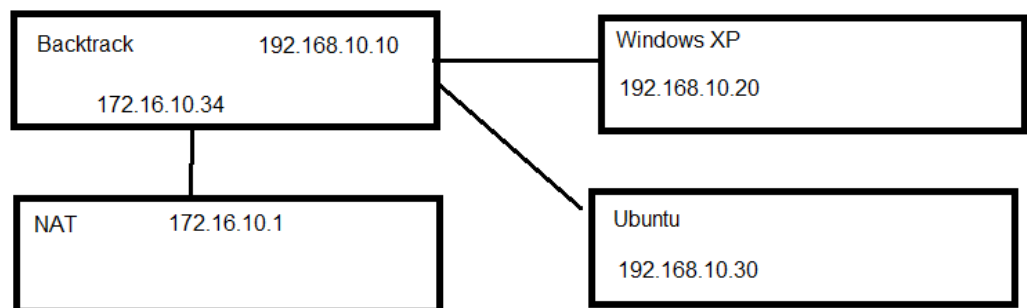 Backtrack 192.168.10.10
172.16.10.34
Windows XP
192.168.10.20
NAT 172.16.10.1
Ubuntu
192.168.10.30